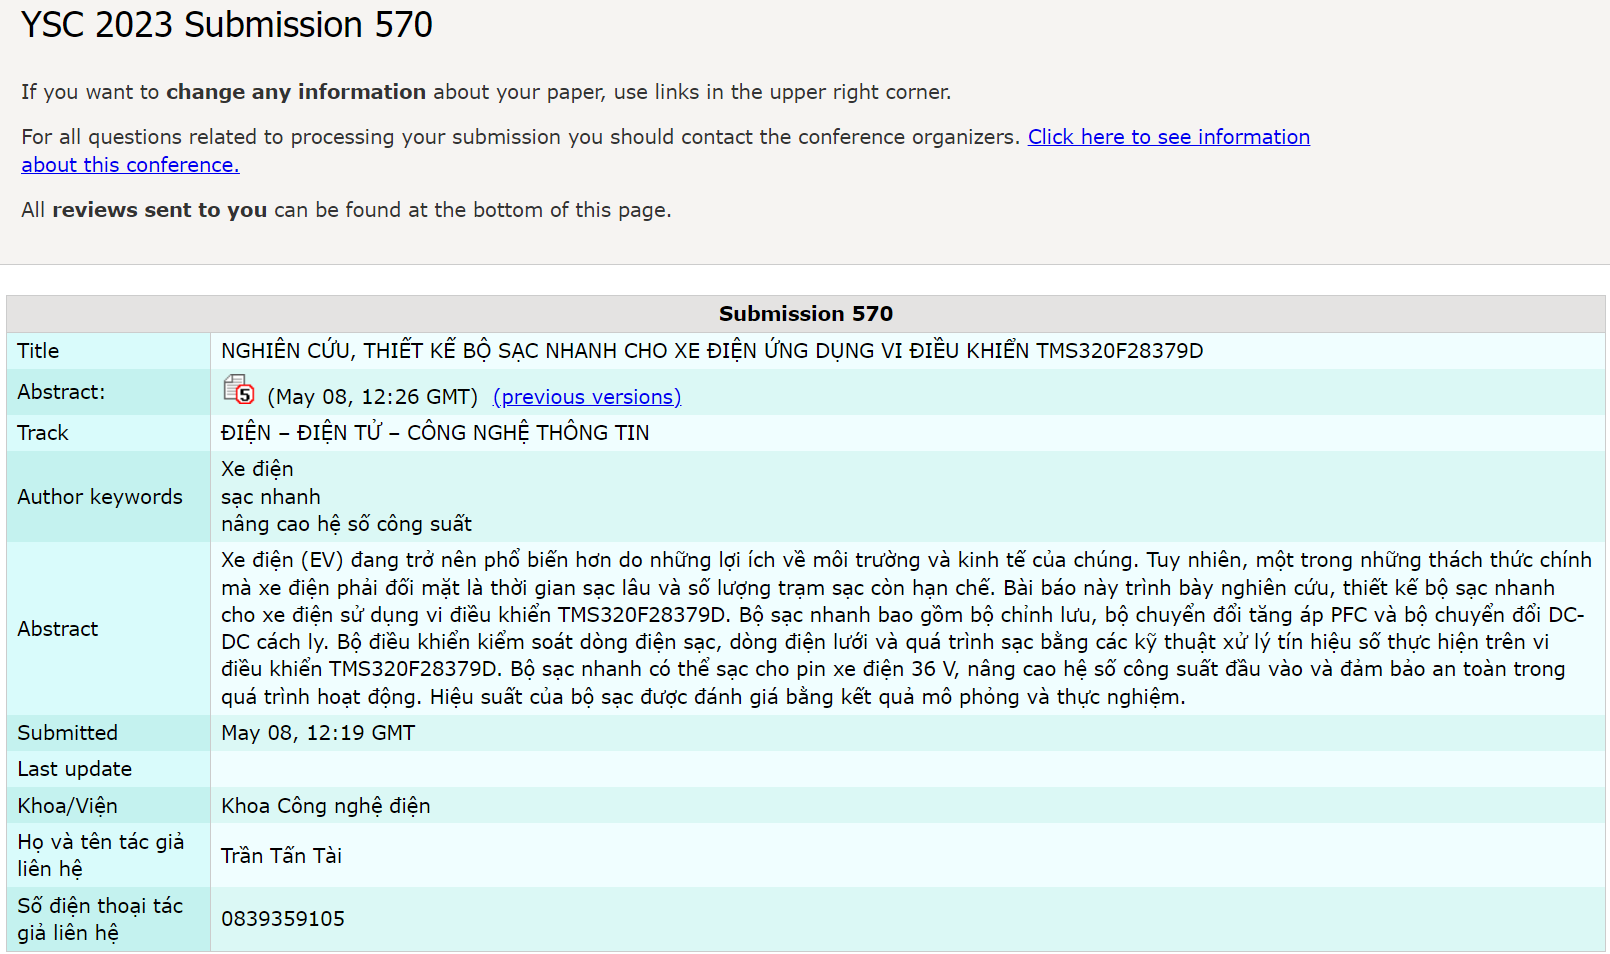 YSC 2023 Submission 570
If you want to change any information about your paper, use links in the upper right corner.
For all questions related to processing your submission you should contact the conference organizers. Click here to see information
about this conference.
All reviews sent to you can be found at the bottom of this page.
Submission 570
Title NGHIÊN CỨU, THIẾT KẾ BỘ SẠC NHANH CHO XE ĐIỆN ỨNG DỤNG VI ĐIỀU KHIỂN TMS320F28379D
Abstract: 5 (May 08, 12:26 GMT) (previous versions)
Track ĐIỆN – ĐIỆN TỬ – CÔNG NGHỆ THÔNG TIN
Author keywords
Xe điện
sạc nhanh
nâng cao hệ số công suất
Abstract
Xe điện (EV) đang trở nên phổ biến hơn do những lợi ích về môi trường và kinh tế của chúng. Tuy nhiên, một trong những thách thức chính
mà xe điện phải đối mặt là thời gian sạc lâu và số lượng trạm sạc còn hạn chế. Bài báo này trình bày nghiên cứu, thiết kế bộ sạc nhanh
cho xe điện sử dụng vi điều khiển TMS320F28379D. Bộ sạc nhanh bao gồm bộ chỉnh lưu, bộ chuyển đổi tăng áp PFC và bộ chuyển đổi DC-
DC cách ly. Bộ điều khiển kiểm soát dòng điện sạc, dòng điện lưới và quá trình sạc bằng các kỹ thuật xử lý tín hiệu số thực hiện trên vi
điều khiển TMS320F28379D. Bộ sạc nhanh có thể sạc cho pin xe điện 36 V, nâng cao hệ số công suất đầu vào và đảm bảo an toàn trong
quá trình hoạt động. Hiệu suất của bộ sạc được đánh giá bằng kết quả mô phỏng và thực nghiệm.
Submitted May 08, 12:19 GMT
Last update
Khoa/Viện Khoa Công nghệ điện
Họ và tên tác giả
liên hệ
Trần Tấn Tài
Số điện thoại tác
giả liên hệ
0839359105